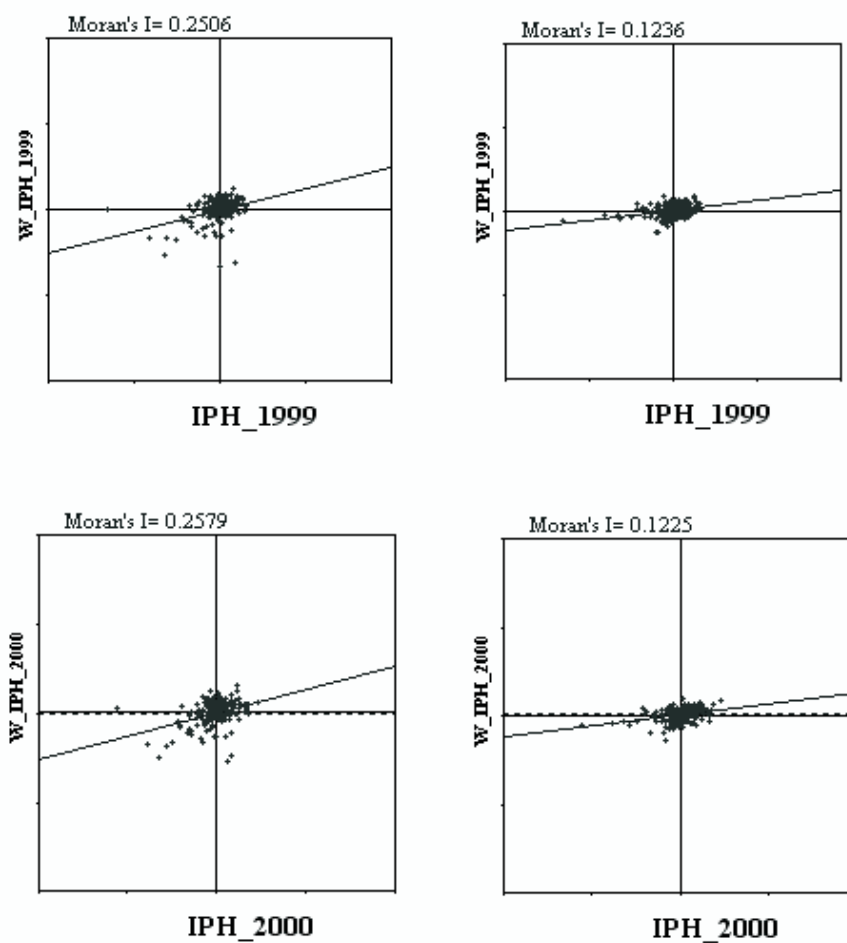 Moran's I= 0.2506
W_IPH_1999
IPH_1999
Moran's I= 0.1236
W_IPH_1999
IPH_1999
Moran's I= 0.2579
W_IPH_2000
IPH_2000
Moran's I= 0.1225
W_IPH_2000
IPH_2000